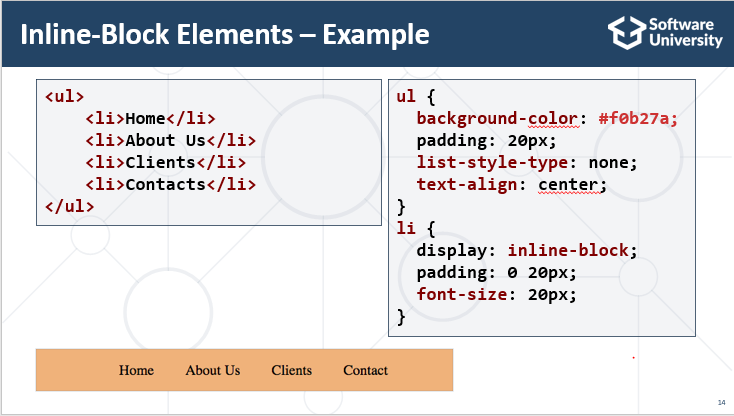 Inline-Block Elements – Example
Software
University
<ul>
<li>Home</li>
<li>About Us</li>
<li>Clients</li>
<li>Contacts</li>
</ul>
ul {
background-color: #f0b27a;
padding: 20px;
list-style-type: none;
text-align: center;
}
li {
display: inline-block;
padding: 0 20px;
font-size: 20px;
}
Home About Us Clients Contact
14